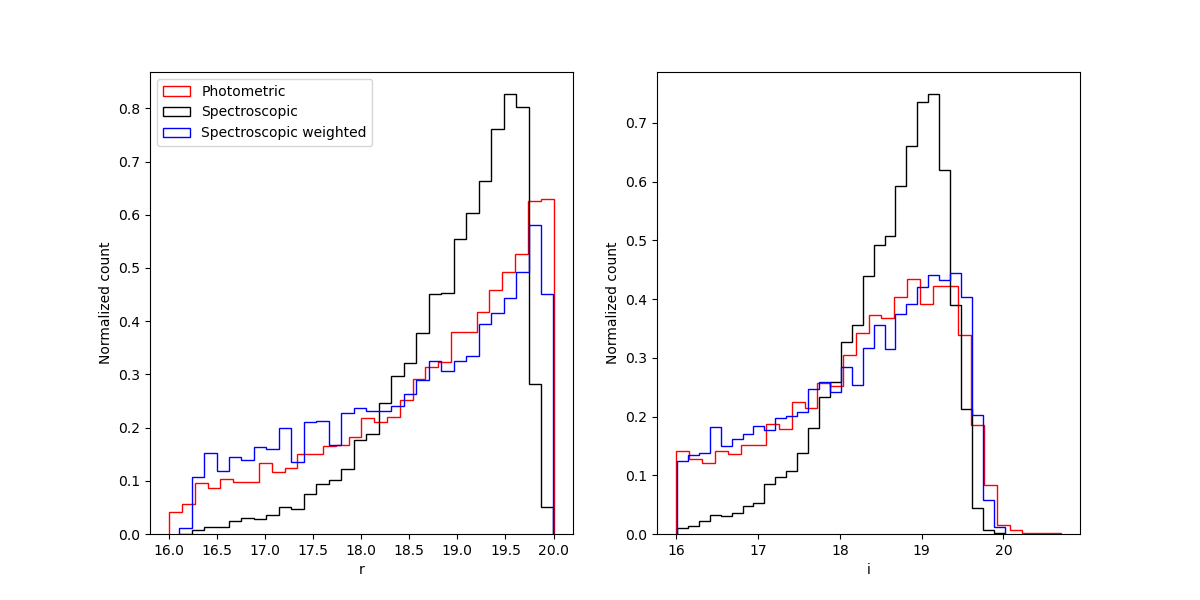 Photometric
Spectroscopic
Spectroscopic weighted
Normalized count
0.8
0.7
0.6
0.5
0.4
0.3
0.2
0.1
0.0
16.0 16.5 17.0 17.5 18.0 18.5 19.0 19.5 20.0
r
Normalized count
0.7
0.6
0.5
0.4
0.3
0.2
0.1
0.0
16 17 18 19 20
i